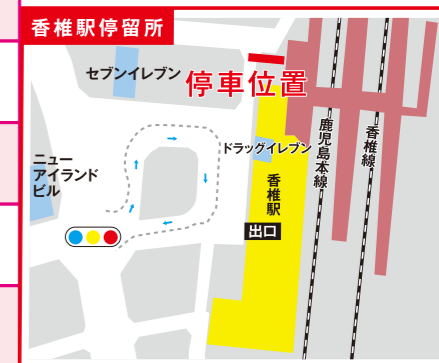 香椎駅停留所
セブンイレブン
停車位置
ドラッグイレブン
鹿児島本線
香椎線
ニュー
アイランド
ビル
香椎駅
出口